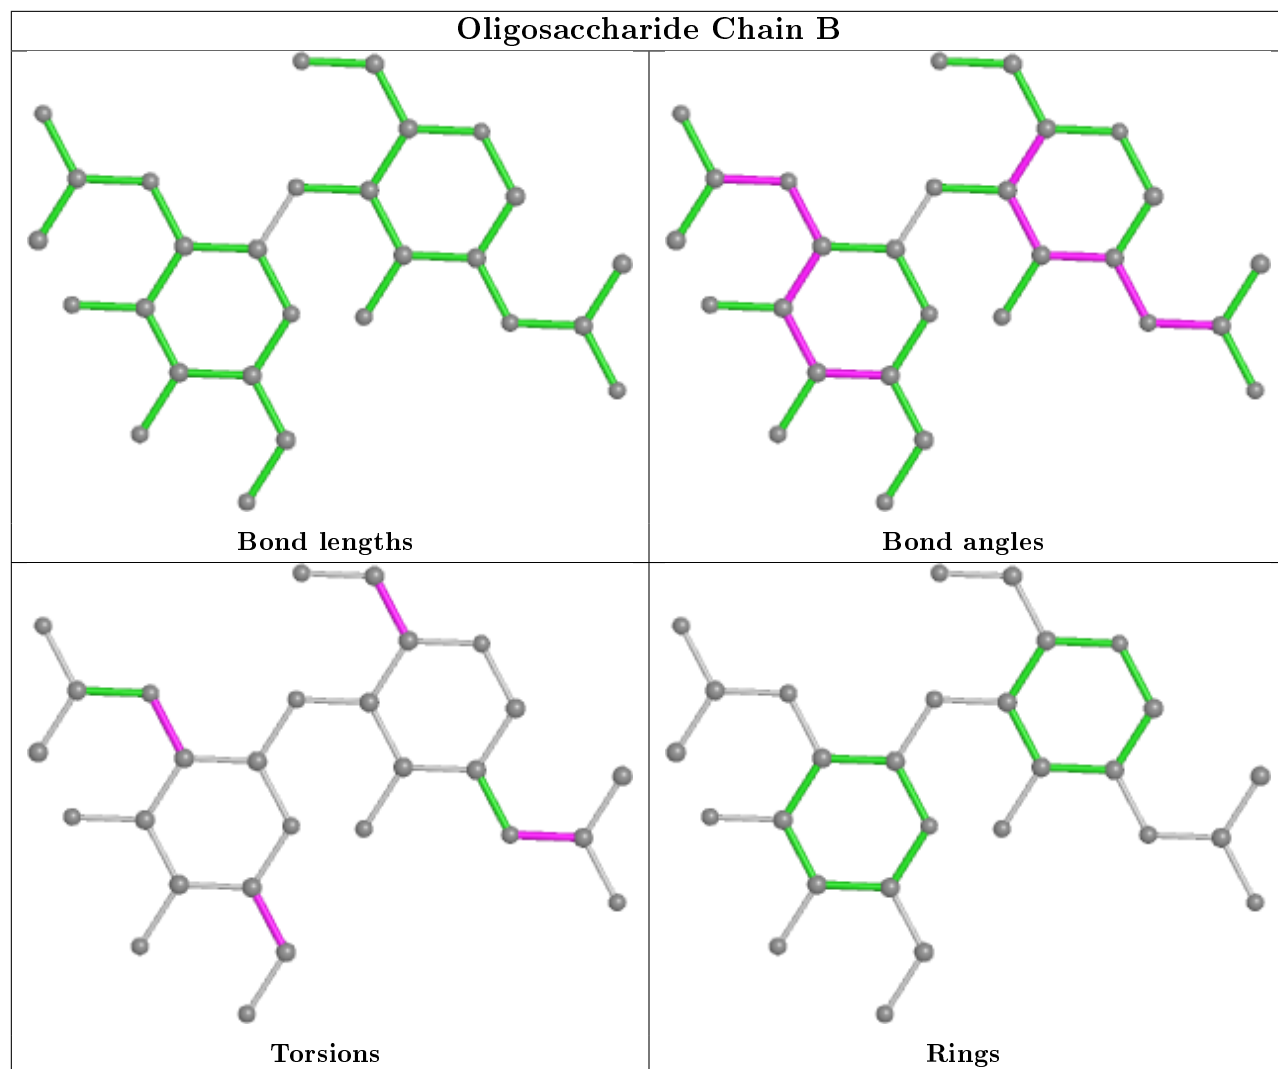 Oligosaccharide Chain B
Bond lengths
Bond angles
Torsions
Rings